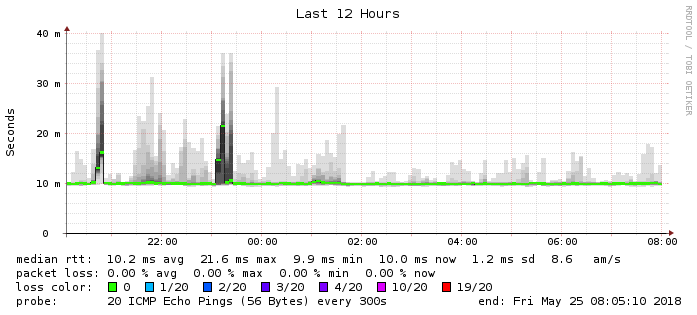 Last 12 Hours
RRDTOOL / TOBI OETIKER
Seconds
40 m
30 m
20 m
10 m
0
22:00 00:00 02:00 04:00 06:00 08:00
median rtt: 10.2 ms avg 21.6 ms max 9.9 ms min 10.0 ms now 1.2 ms sd 8.6 am/s
packet loss: 0.00 % avg 0.00 % max 0.00 % min 0.00 % now
loss color: 0 1/20 2/20 3/20 4/20 10/20 19/20
probe: 20 ICMP Echo Pings (56 Bytes) every 300s end: Fri May 25 08:05:10 2018